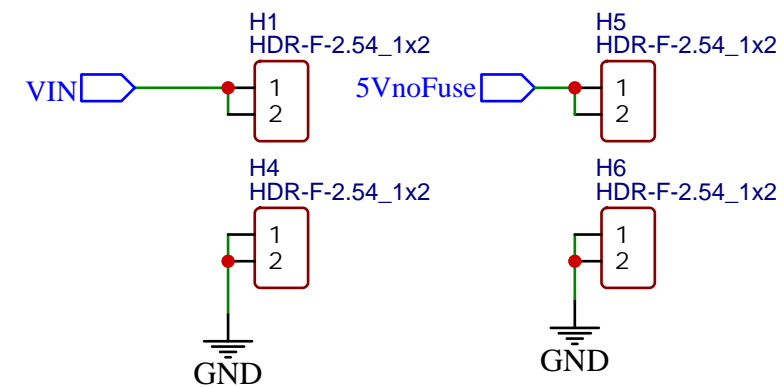 H1
HDR-F-2.54_1x2
VIN
1
2
H5
HDR-F-2.54_1x2
5VnoFuse
1
2
H4
HDR-F-2.54_1x2
1
2
GND
H6
HDR-F-2.54_1x2
1
2
GND